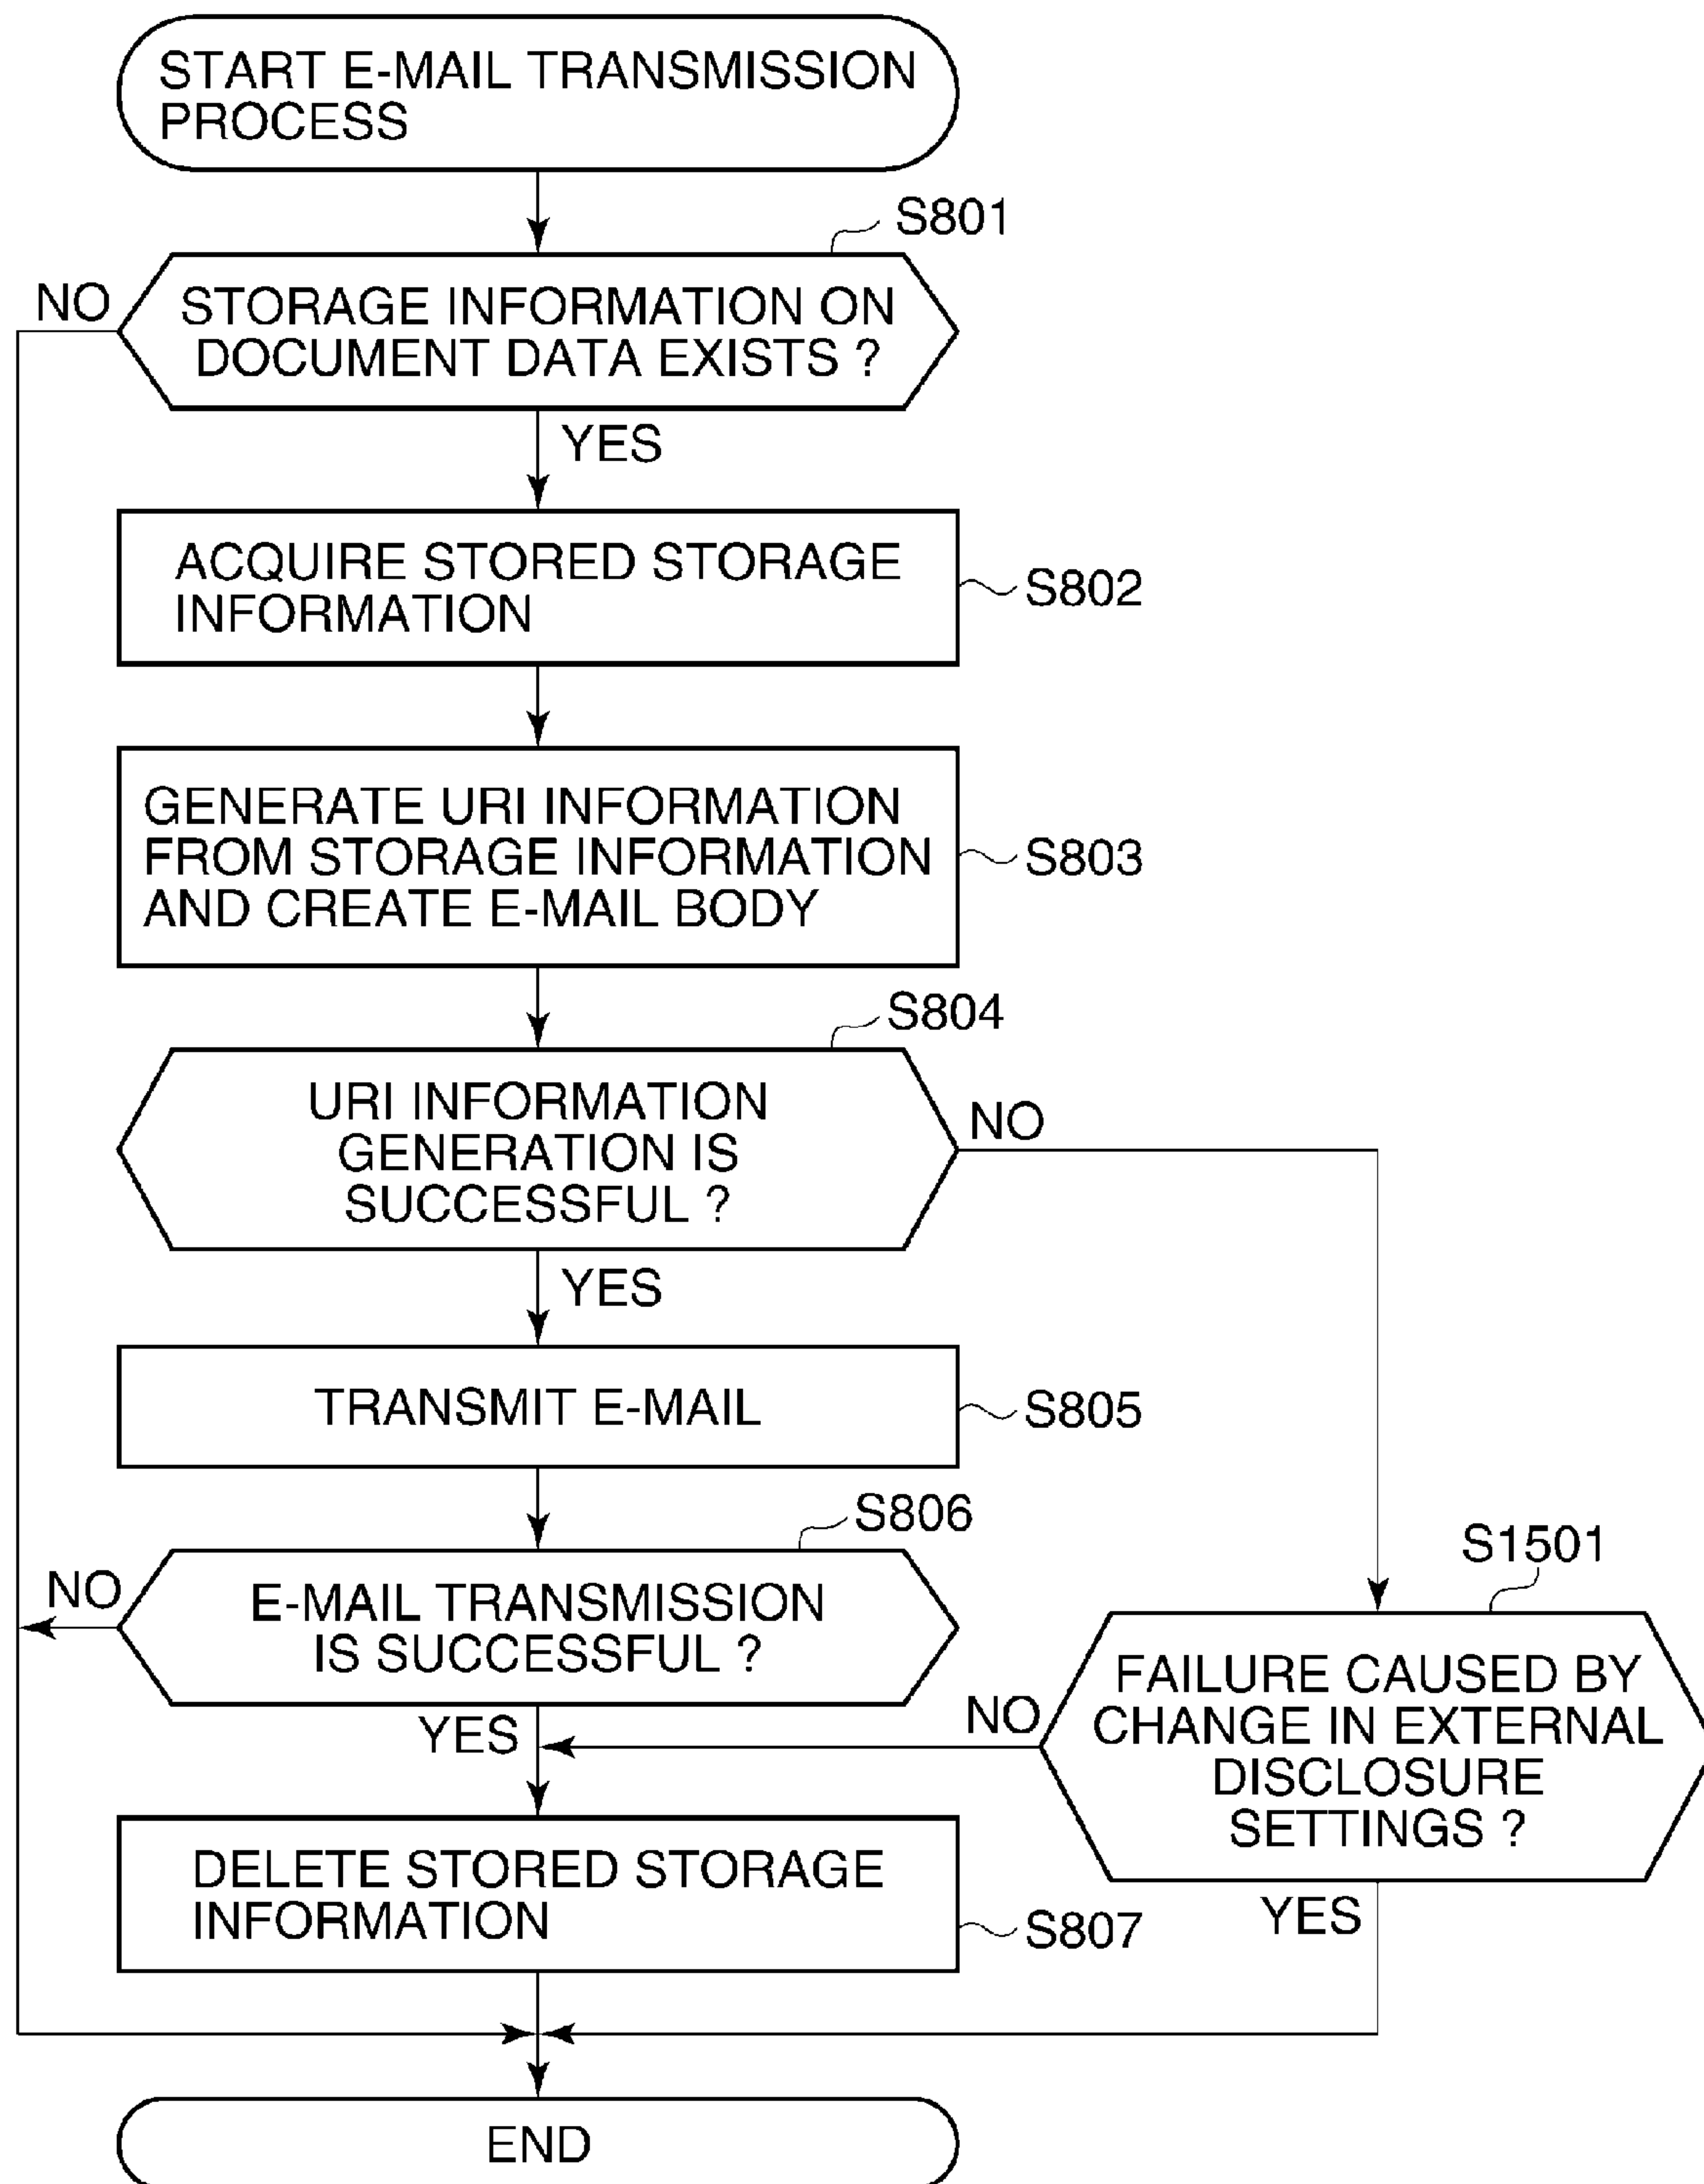 START E-MAIL TRANSMISSION
PROCESS
S801
NO
STORAGE INFORMATION ON
DOCUMENT DATA EXISTS ?
YES
ACQUIRE STORED STORAGE
INFORMATION
S802
GENERATE URI INFORMATION
FROM STORAGE INFORMATION
AND CREATE E-MAIL BODY
S803
S804
URI INFORMATION
GENERATION IS
SUCCESSFUL ?
NO
YES
TRANSMIT E-MAIL
S805
S806
NO
E-MAIL TRANSMISSION
IS SUCCESSFUL ?
YES
S1501
NO
FAILURE CAUSED BY
CHANGE IN EXTERNAL
DISCLOSURE
SETTINGS ?
YES
DELETE STORED STORAGE
INFORMATION
S807
END